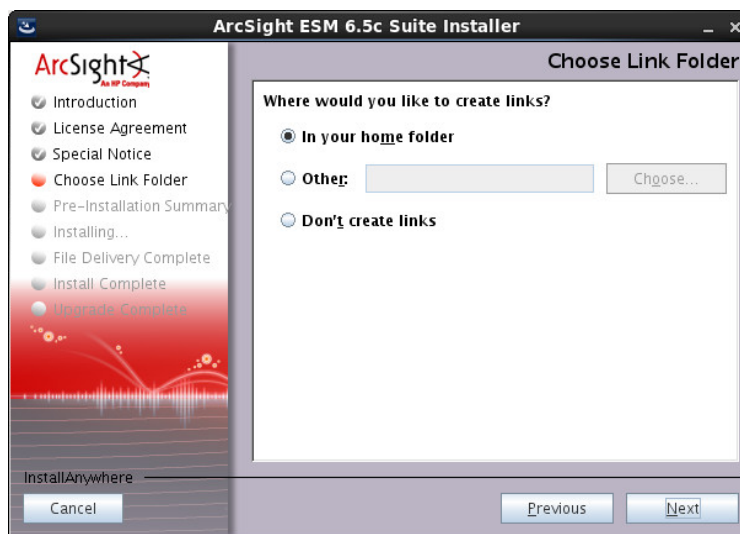 ArcSight ESM 6.5c Suite Installer
ArcSight
An HP Company
Introduction
License Agreement
Special Notice
Choose Link Folder
Pre-Installation Summary
Installing...
File Delivery Complete
Install Complete
Upgrade Complete
Choose Link Folder
Where would you like to create links?
In your home folder
Other:
Choose...
Don't create links
InstallAnywhere
Cancel
Previous
Next